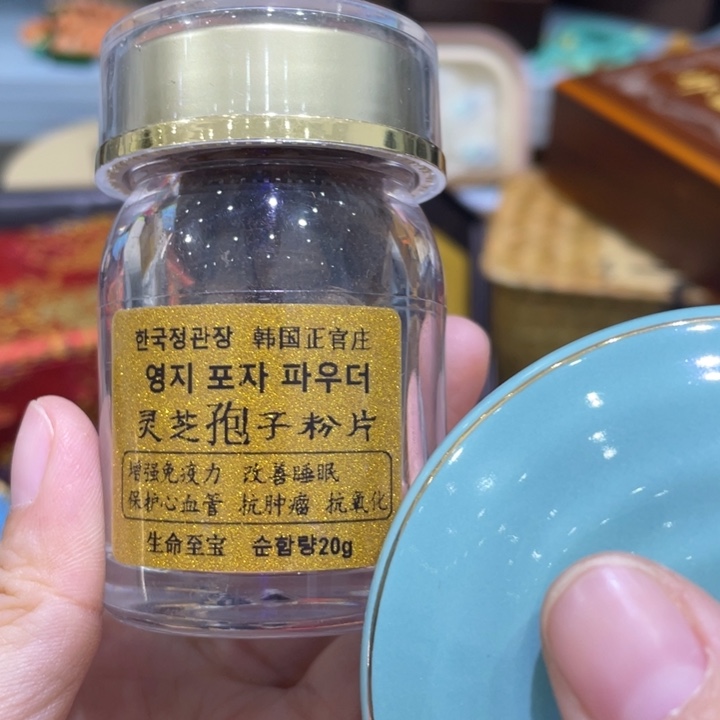 한국정관장 韩国正官庄
영지 포자 파우더
灵芝孢子粉片
增强免疫力 改善睡眠
保护心血管 抗肿瘤 抗氧化
生命至宝 순함량20g